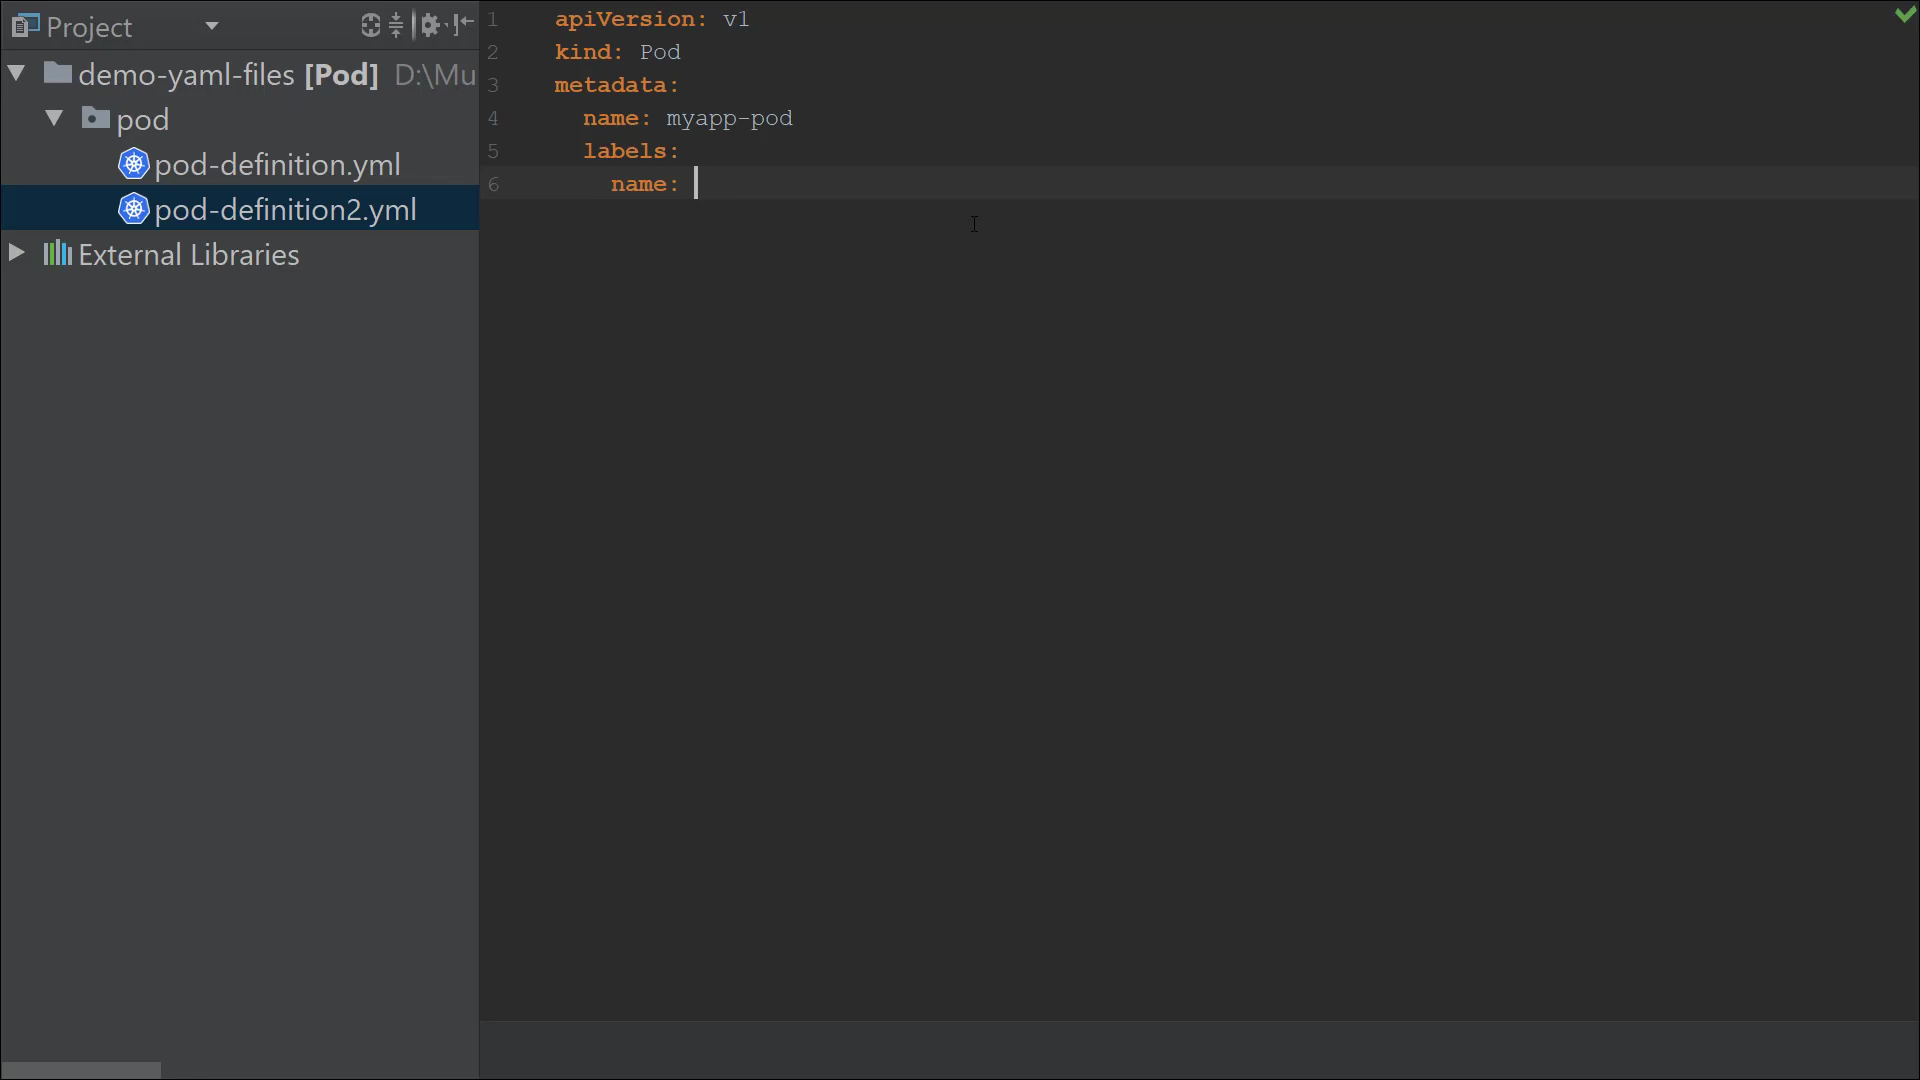 Project
demo-yaml-files [Pod] D:\Mu
pod
pod-definition.yml
pod-definition2.yml
External Libraries
1 apiVersion: v1
2 kind: Pod
3 metadata:
4 name: myapp-pod
5 labels:
6 name: